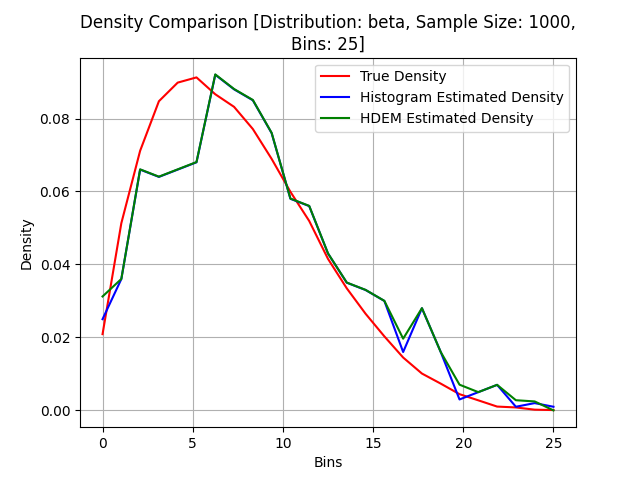 Density Comparison [Distribution: beta, Sample Size: 1000,
Bins: 25]
True Density
Histogram Estimated Density
HDEM Estimated Density
Density
0.08
0.06
0.04
0.02
0.00
0
5
10
15
20
25
Bins